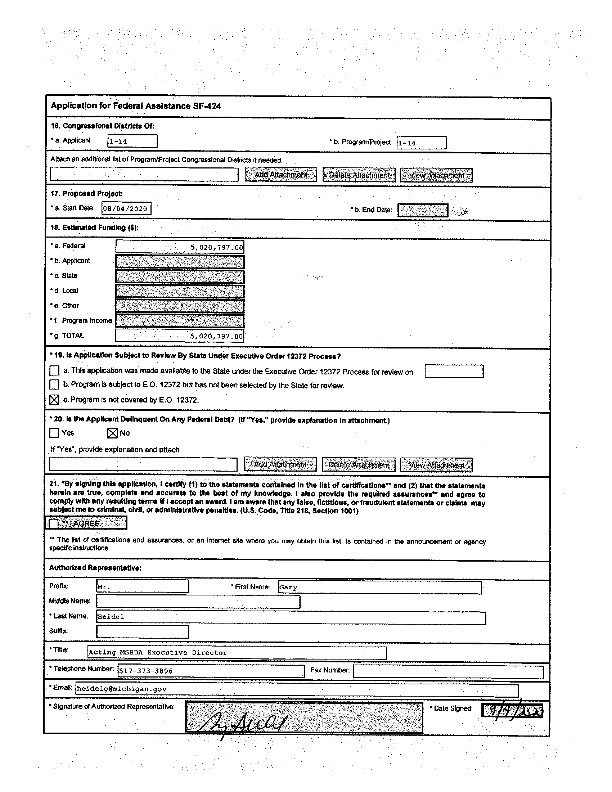 Application for Federal Assistance SF-424
16. Congressional Districts Of:
* a. Applicant 1-14 * b. Program/Project 1-14
Attach an additional list of Program/Project Congressional Districts if needed.
Add Attachment Delete Attachment View Attachment
17. Proposed Project:
* a. Start Date: 08/04/2020 * b. End Date:
18. Estimated Funding ($):
* a. Federal 5,020,797.00
* b. Applicant
* c. State
* d. Local
* e. Other
* f. Program Income
* g. TOTAL 5,020,797.00
* 19. Is Application Subject to Review By State Under Executive Order 12372 Process?
a. This application was made available to the State under the Executive Order 12372 Process for review on
b. Program is subject to E.O. 12372 but has not been selected by the State for review.
c. Program is not covered by E.O. 12372.
* 20. Is the Applicant Delinquent On Any Federal Debt? (If "Yes," provide explanation in attachment.)
Yes No
If "Yes", provide explanation and attach
Add Attachment Delete Attachment View Attachment
21. *By signing this application, I certify (1) to the statements contained in the list of certifications** and (2) that the statements
herein are true, complete and accurate to the best of my knowledge. I also provide the required assurances** and agree to
comply with any resulting terms if I accept an award. I am aware that any false, fictitious, or fraudulent statements or claims may
subject me to criminal, civil, or administrative penalties. (U.S. Code, Title 218, Section 1001)
** I AGREE
** The list of certifications and assurances, or an internet site where you may obtain this list, is contained in the announcement or agency
specific instructions.
Authorized Representative:
Prefix: Mr. * First Name: Gary
Middle Name:
* Last Name: Heidel
Suffix:
* Title: Acting MSHDA Executive Director
* Telephone Number: 517-373-3896 Fax Number:
* Email: heidelg@michigan.gov
* Signature of Authorized Representative: * Date Signed: